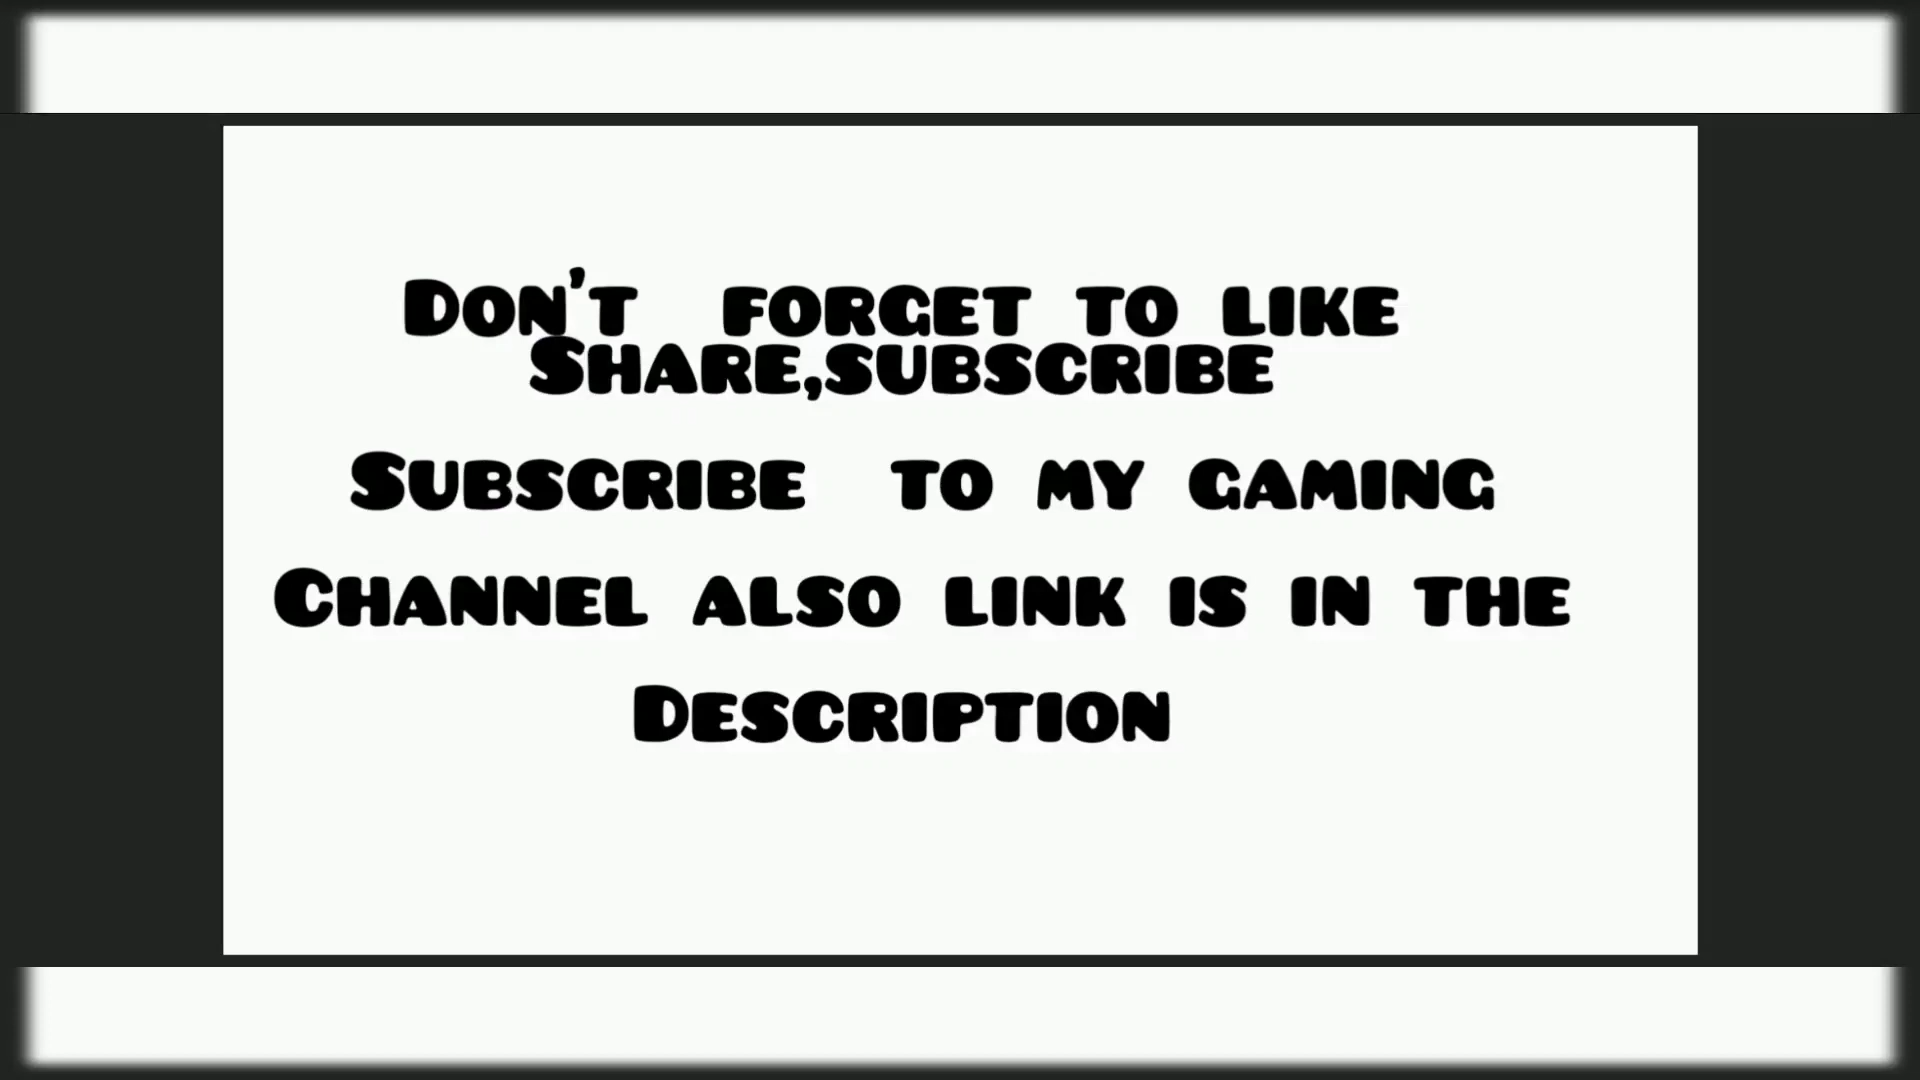 Don't forget to like
Share,subscribe
Subscribe to my gaming
Channel also link is in the
Description